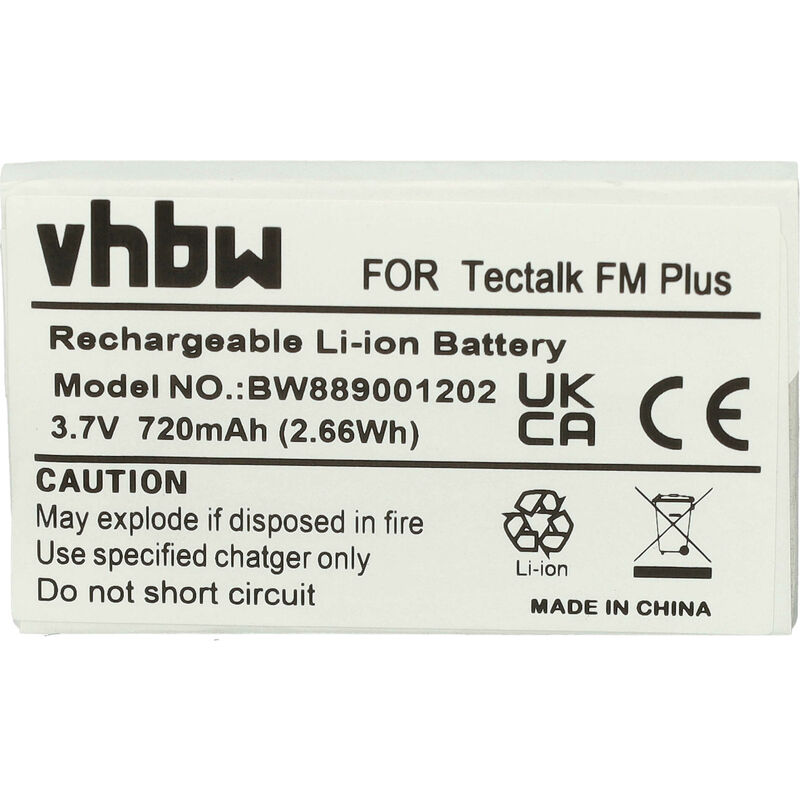 vhbw FOR Tectalk FM Plus
Rechargeable Li-ion Battery
Model NO.:BW889001202
3.7V 720mAh (2.66Wh)
UK
CA
CE
CAUTION
May explode if disposed in fire
Use specified chatger only
Do not short circuit
Li-ion
MADE IN CHINA